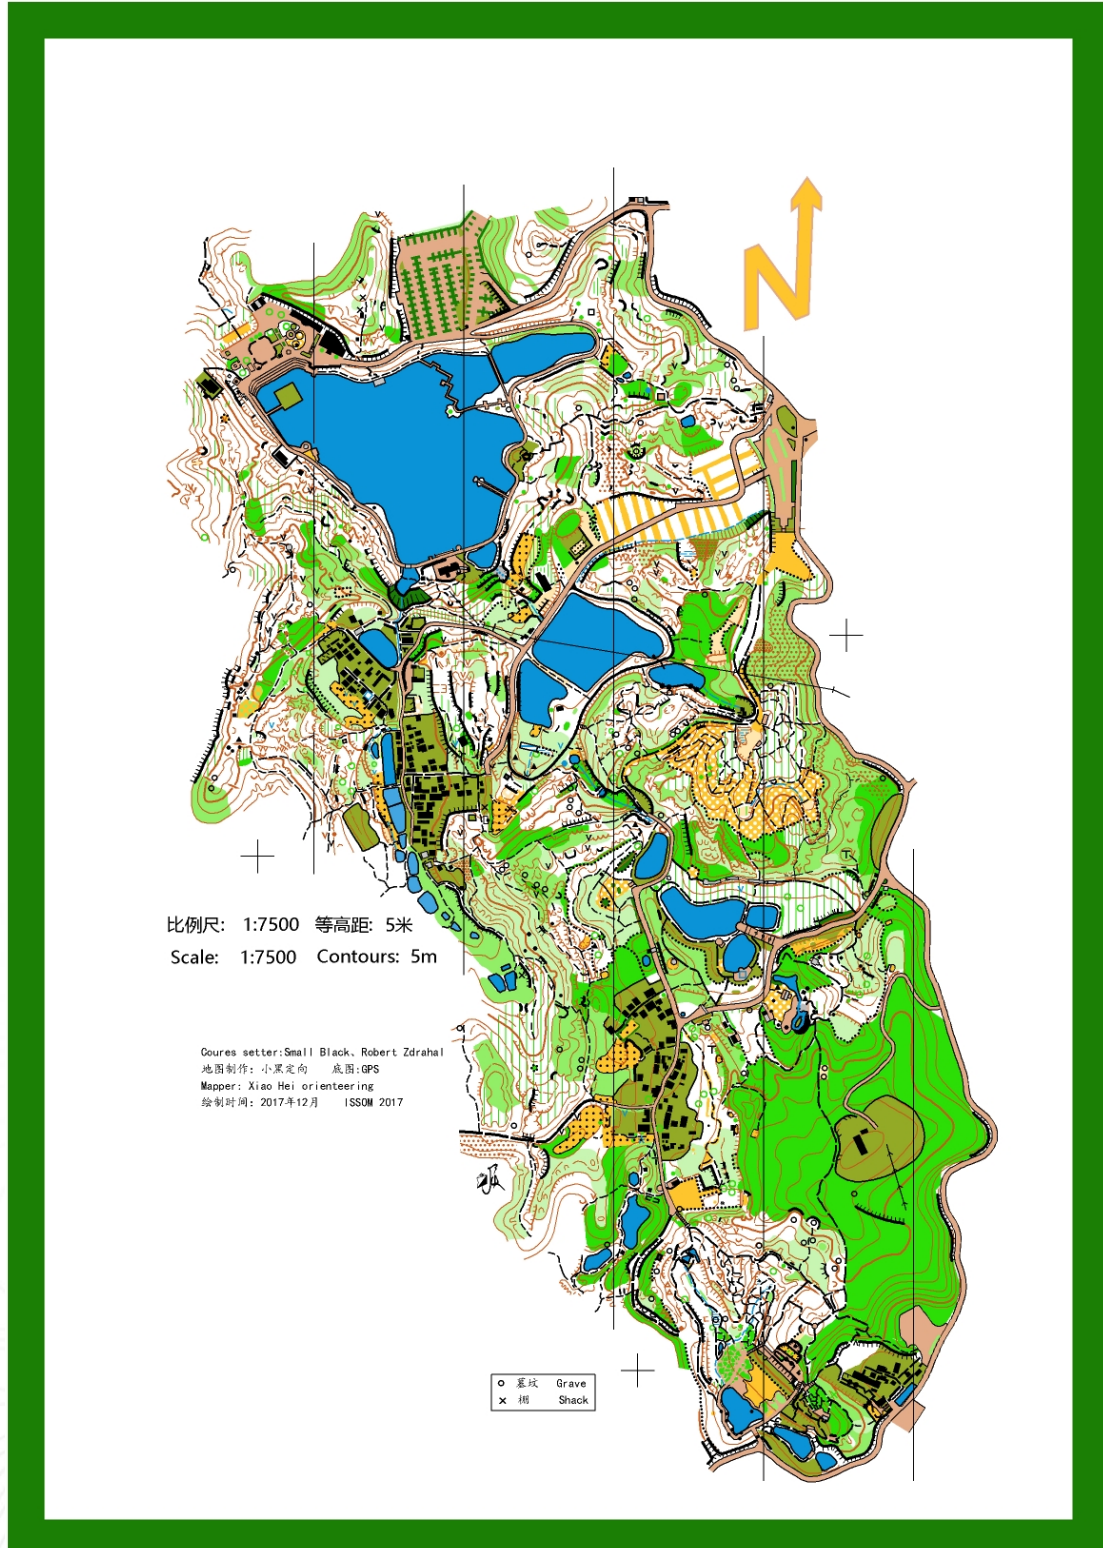 N
比例尺: 1:7500 等高距: 5米
Scale: 1:7500 Contours: 5m
Coures setter:Small Black、Robert Zdrahal
地图制作: 小黑定向 底图:GPS
Mapper: Xiao Hei orienteering
绘制时间: 2017年12月 ISSOM 2017
墓坟 Grave
棚 Shack